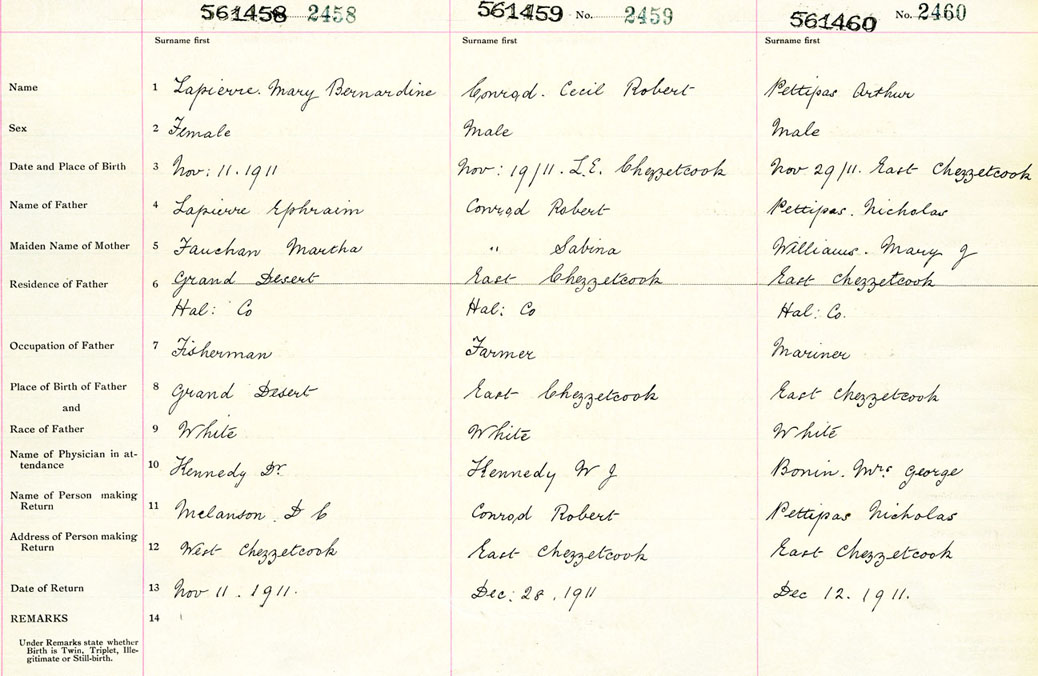 561458 2458 561459 No. 2459 561460 No. 2460
Surname first Surname first Surname first
Name 1 Lapierre. Mary Bernardine Conrod. Cecil Robert Pettipas Arthur
Sex 2 Female Male Male
Date and Place of Birth 3 Nov: 11. 1911 Nov: 19/11. L.E. Chezzetcook Nov 29/11. East Chezzetcook
Name of Father 4 Lapierre Ephraim Conrod Robert Pettipas. Nicholas
Maiden Name of Mother 5 Fauchan Martha " Sabina Williams. Mary J
Residence of Father 6 Grand Desert East Chezzetcook East Chezzetcook
Hal: Co Hal: Co Hal: Co.
Occupation of Father 7 Fisherman Farmer Mariner
Place of Birth of Father 8 Grand Desert East Chezzetcook East Chezzetcook
and
Race of Father 9 White White White
Name of Physician in at-
tendance 10 Kennedy Dr Kennedy W J Bonin. Mrs George
Name of Person making
Return 11 Melanson. D C Conrod Robert Pettipas Nicholas
Address of Person making
Return 12 West Chezzetcook East Chezzetcook East Chezzetcook
Date of Return 13 Nov 11. 1911. Dec: 28. 1911 Dec 12. 1911.
REMARKS 14
Under Remarks state whether
Birth is Twin, Triplet, Ille-
gitimate or Still-birth.